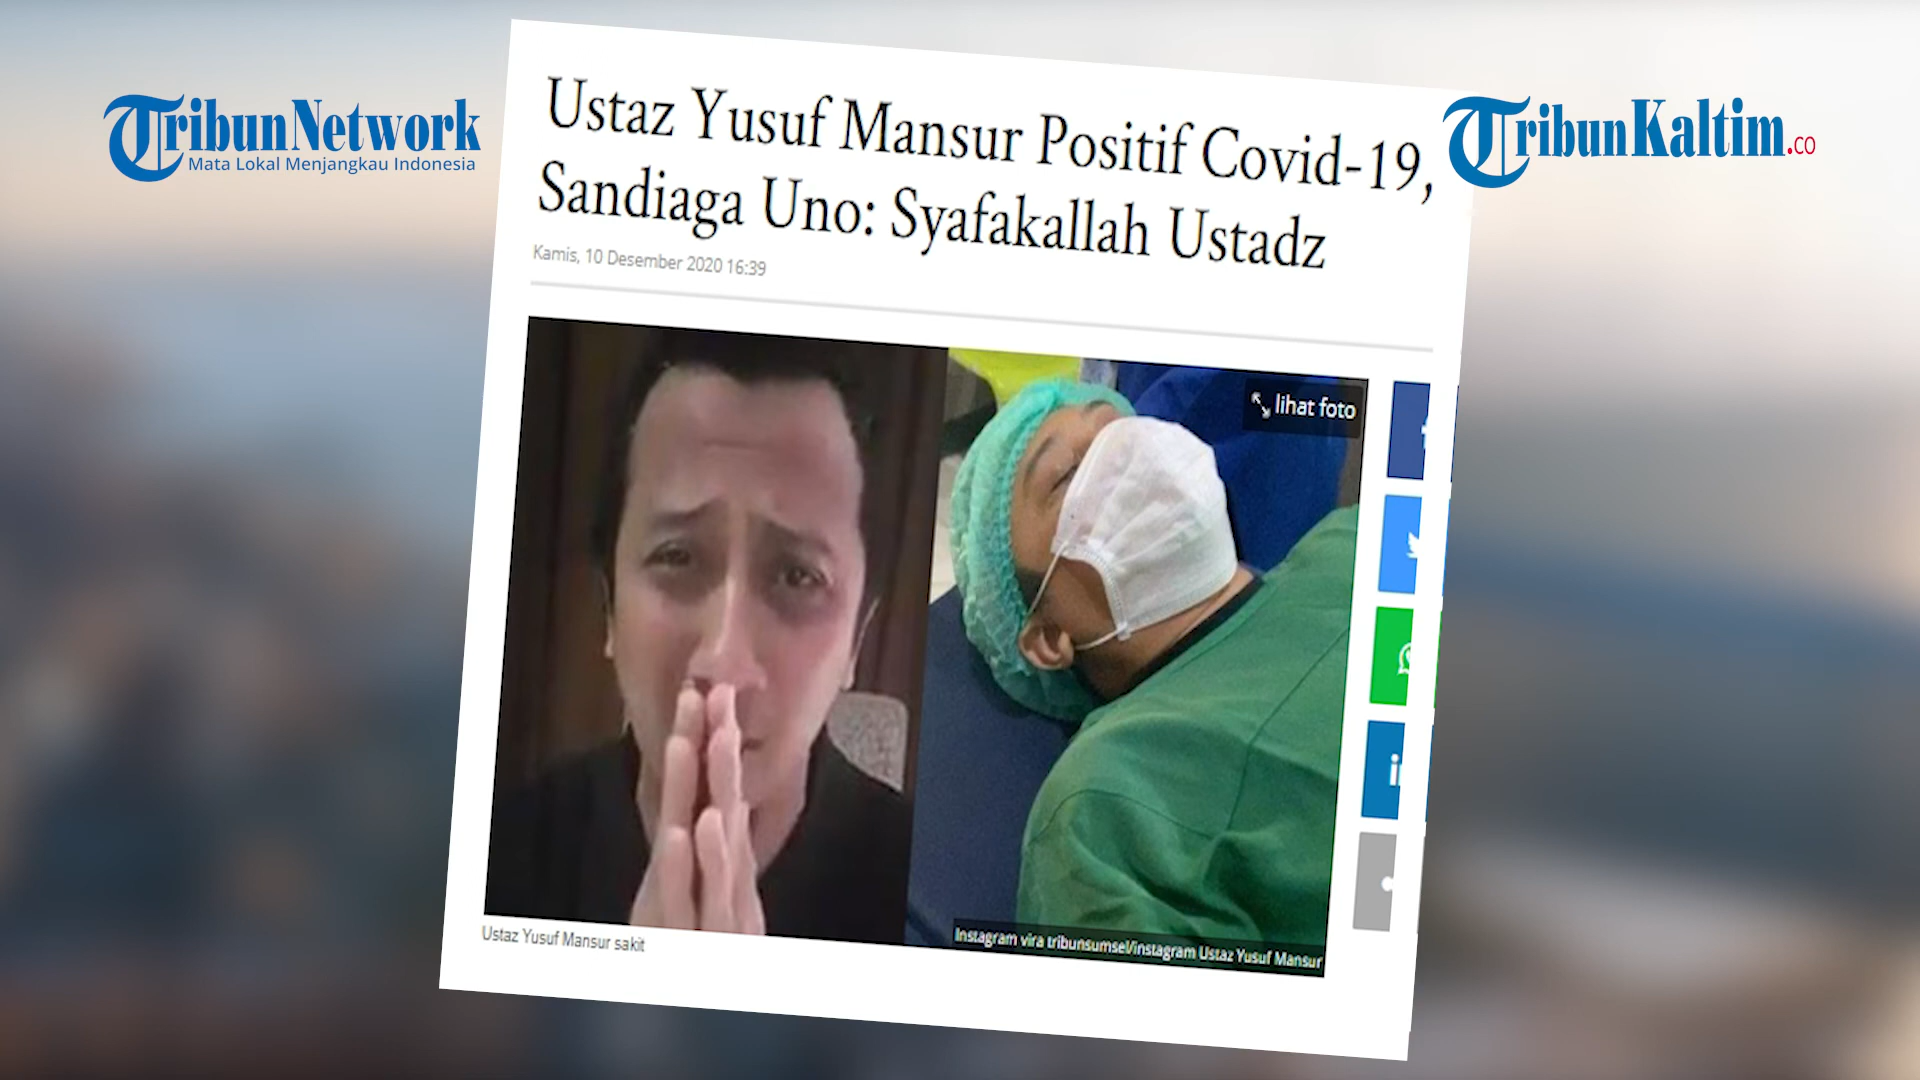 TribunNetwork
Mata Lokal Menjangkau Indonesia
TribunKaltim.co
Ustaz Yusuf Mansur Positif Covid-19,
Sandiaga Uno: Syafakallah Ustadz
Kamis, 10 Desember 2020 16:39
lihat foto
Instagram vira tribunsumsel/instagram Ustaz Yusuf Mansur
Ustaz Yusuf Mansur sakit